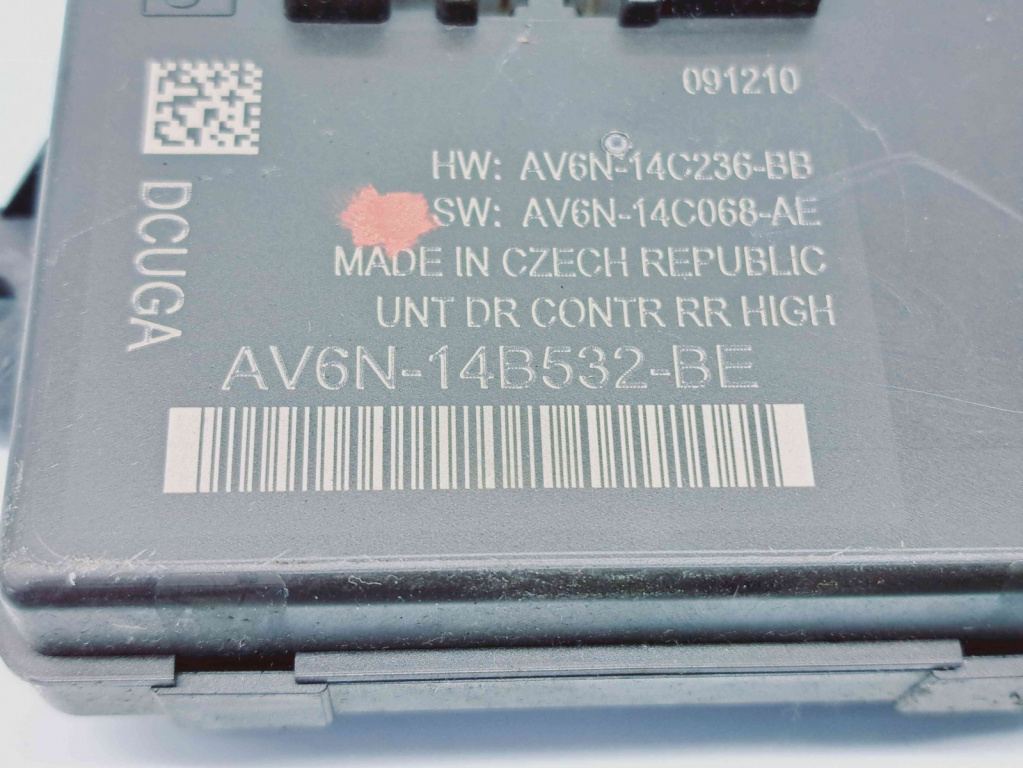 091210
HW: AV6N-14C236-BB
SW: AV6N-14C068-AE
MADE IN CZECH REPUBLIC
UNT DR CONTR RR HIGH
AV6N-14B532-BE
DCUGA